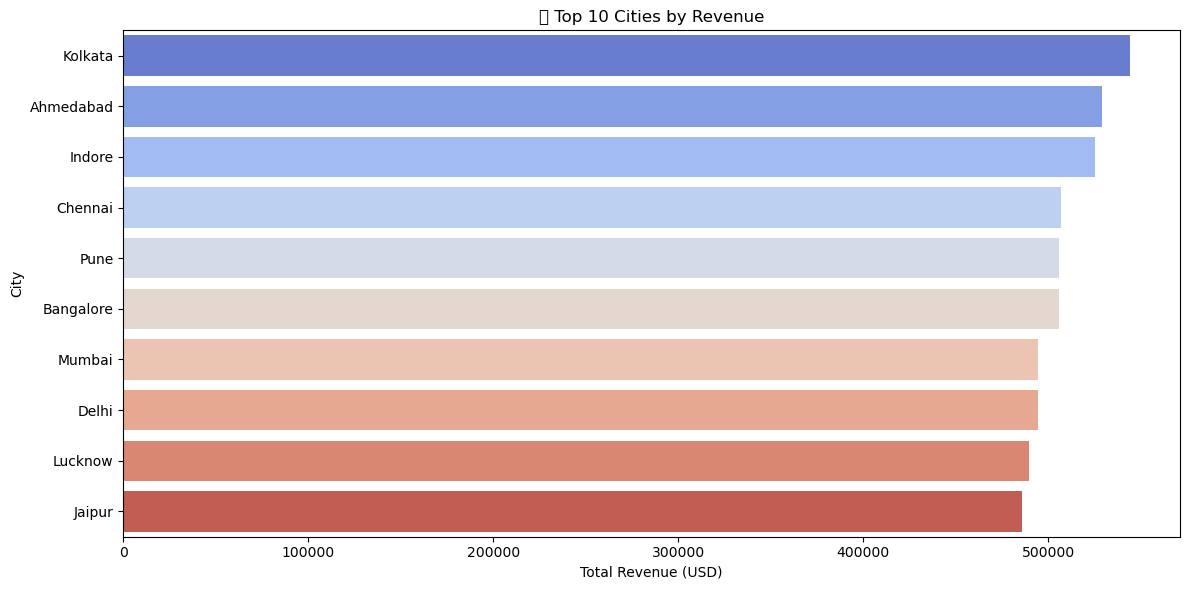 ▯ Top 10 Cities by Revenue
Kolkata
Ahmedabad
Indore
Chennai
Pune
Bangalore
Mumbai
Delhi
Lucknow
Jaipur
City
0 100000 200000 300000 400000 500000
Total Revenue (USD)